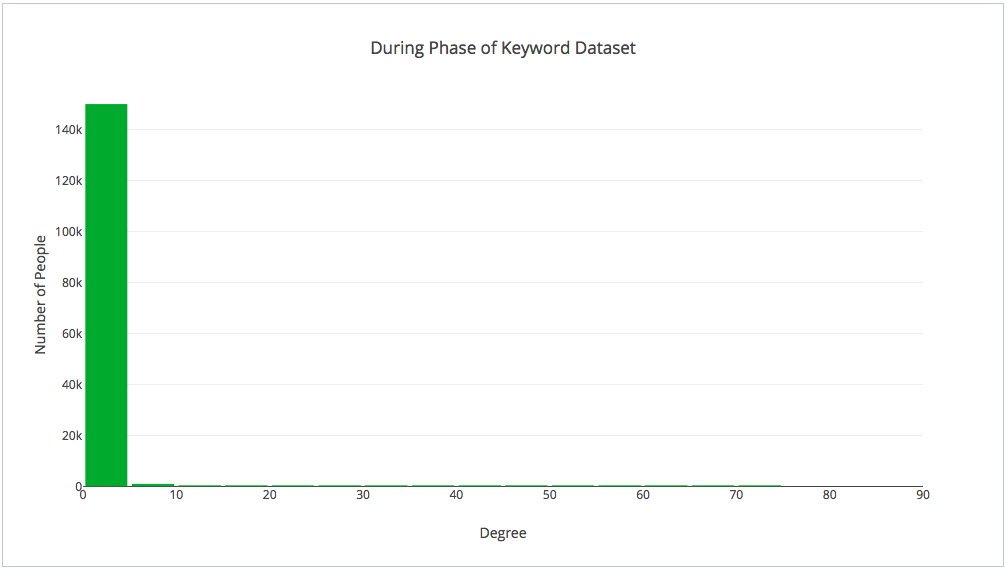 During Phase of Keyword Dataset
Number of People
140k
120k
100k
80k
60k
40k
20k
0
0 10 20 30 40 50 60 70 80 90
Degree